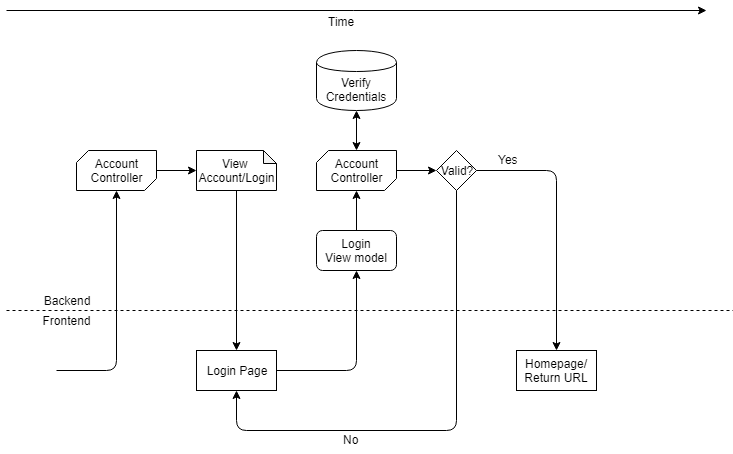 Time
Verify
Credentials
Account
Controller
View
Account/Login
Account
Controller
Valid?
Yes
Login
View model
Backend
Frontend
Login Page
Homepage/
Return URL
No